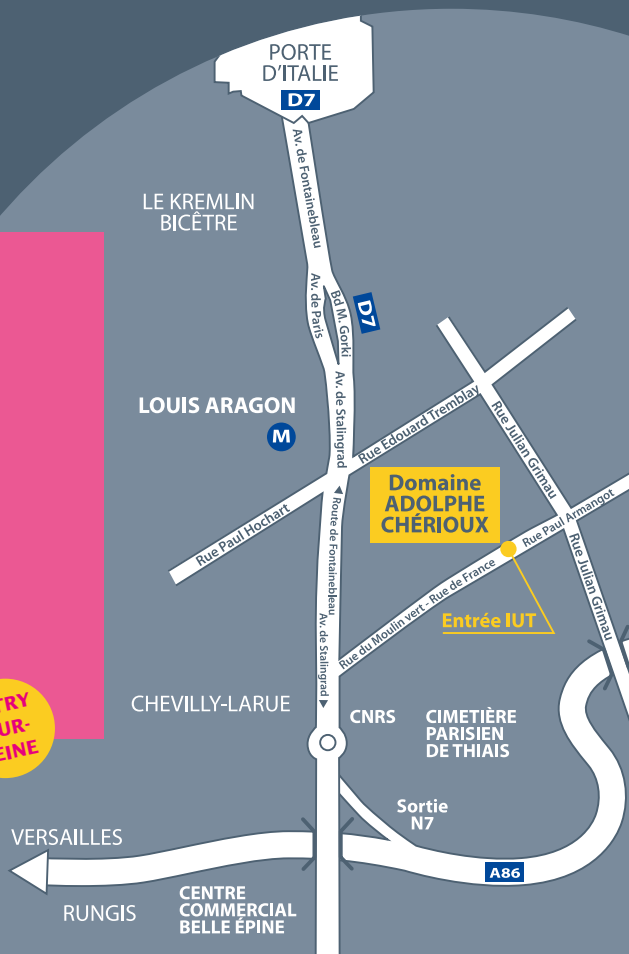 PORTE
D'ITALIE
D7
Av. de Fontainebleau
LE KREMLIN
BICÊTRE
Av. de Paris
Bd M. Gorki
D7
LOUIS ARAGON
M
Av. de Stalingrad
Rue Edouard Tremblay
Rue Julian Grimau
Rue Paul Hochart
Domaine
ADOLPHE
CHÉRIOUX
Route de Fontainebleau
Rue Paul Armangot
Rue du Moulin vert - Rue de France
Rue Julian Grimau
Entrée IUT
Av. de Stalingrad
TRY
UR-
EINE
CHEVILLY-LARUE
CNRS
CIMETIÈRE
PARISIEN
DE THIAIS
Sortie
N7
VERSAILLES
A86
RUNGIS
CENTRE
COMMERCIAL
BELLE ÉPINE